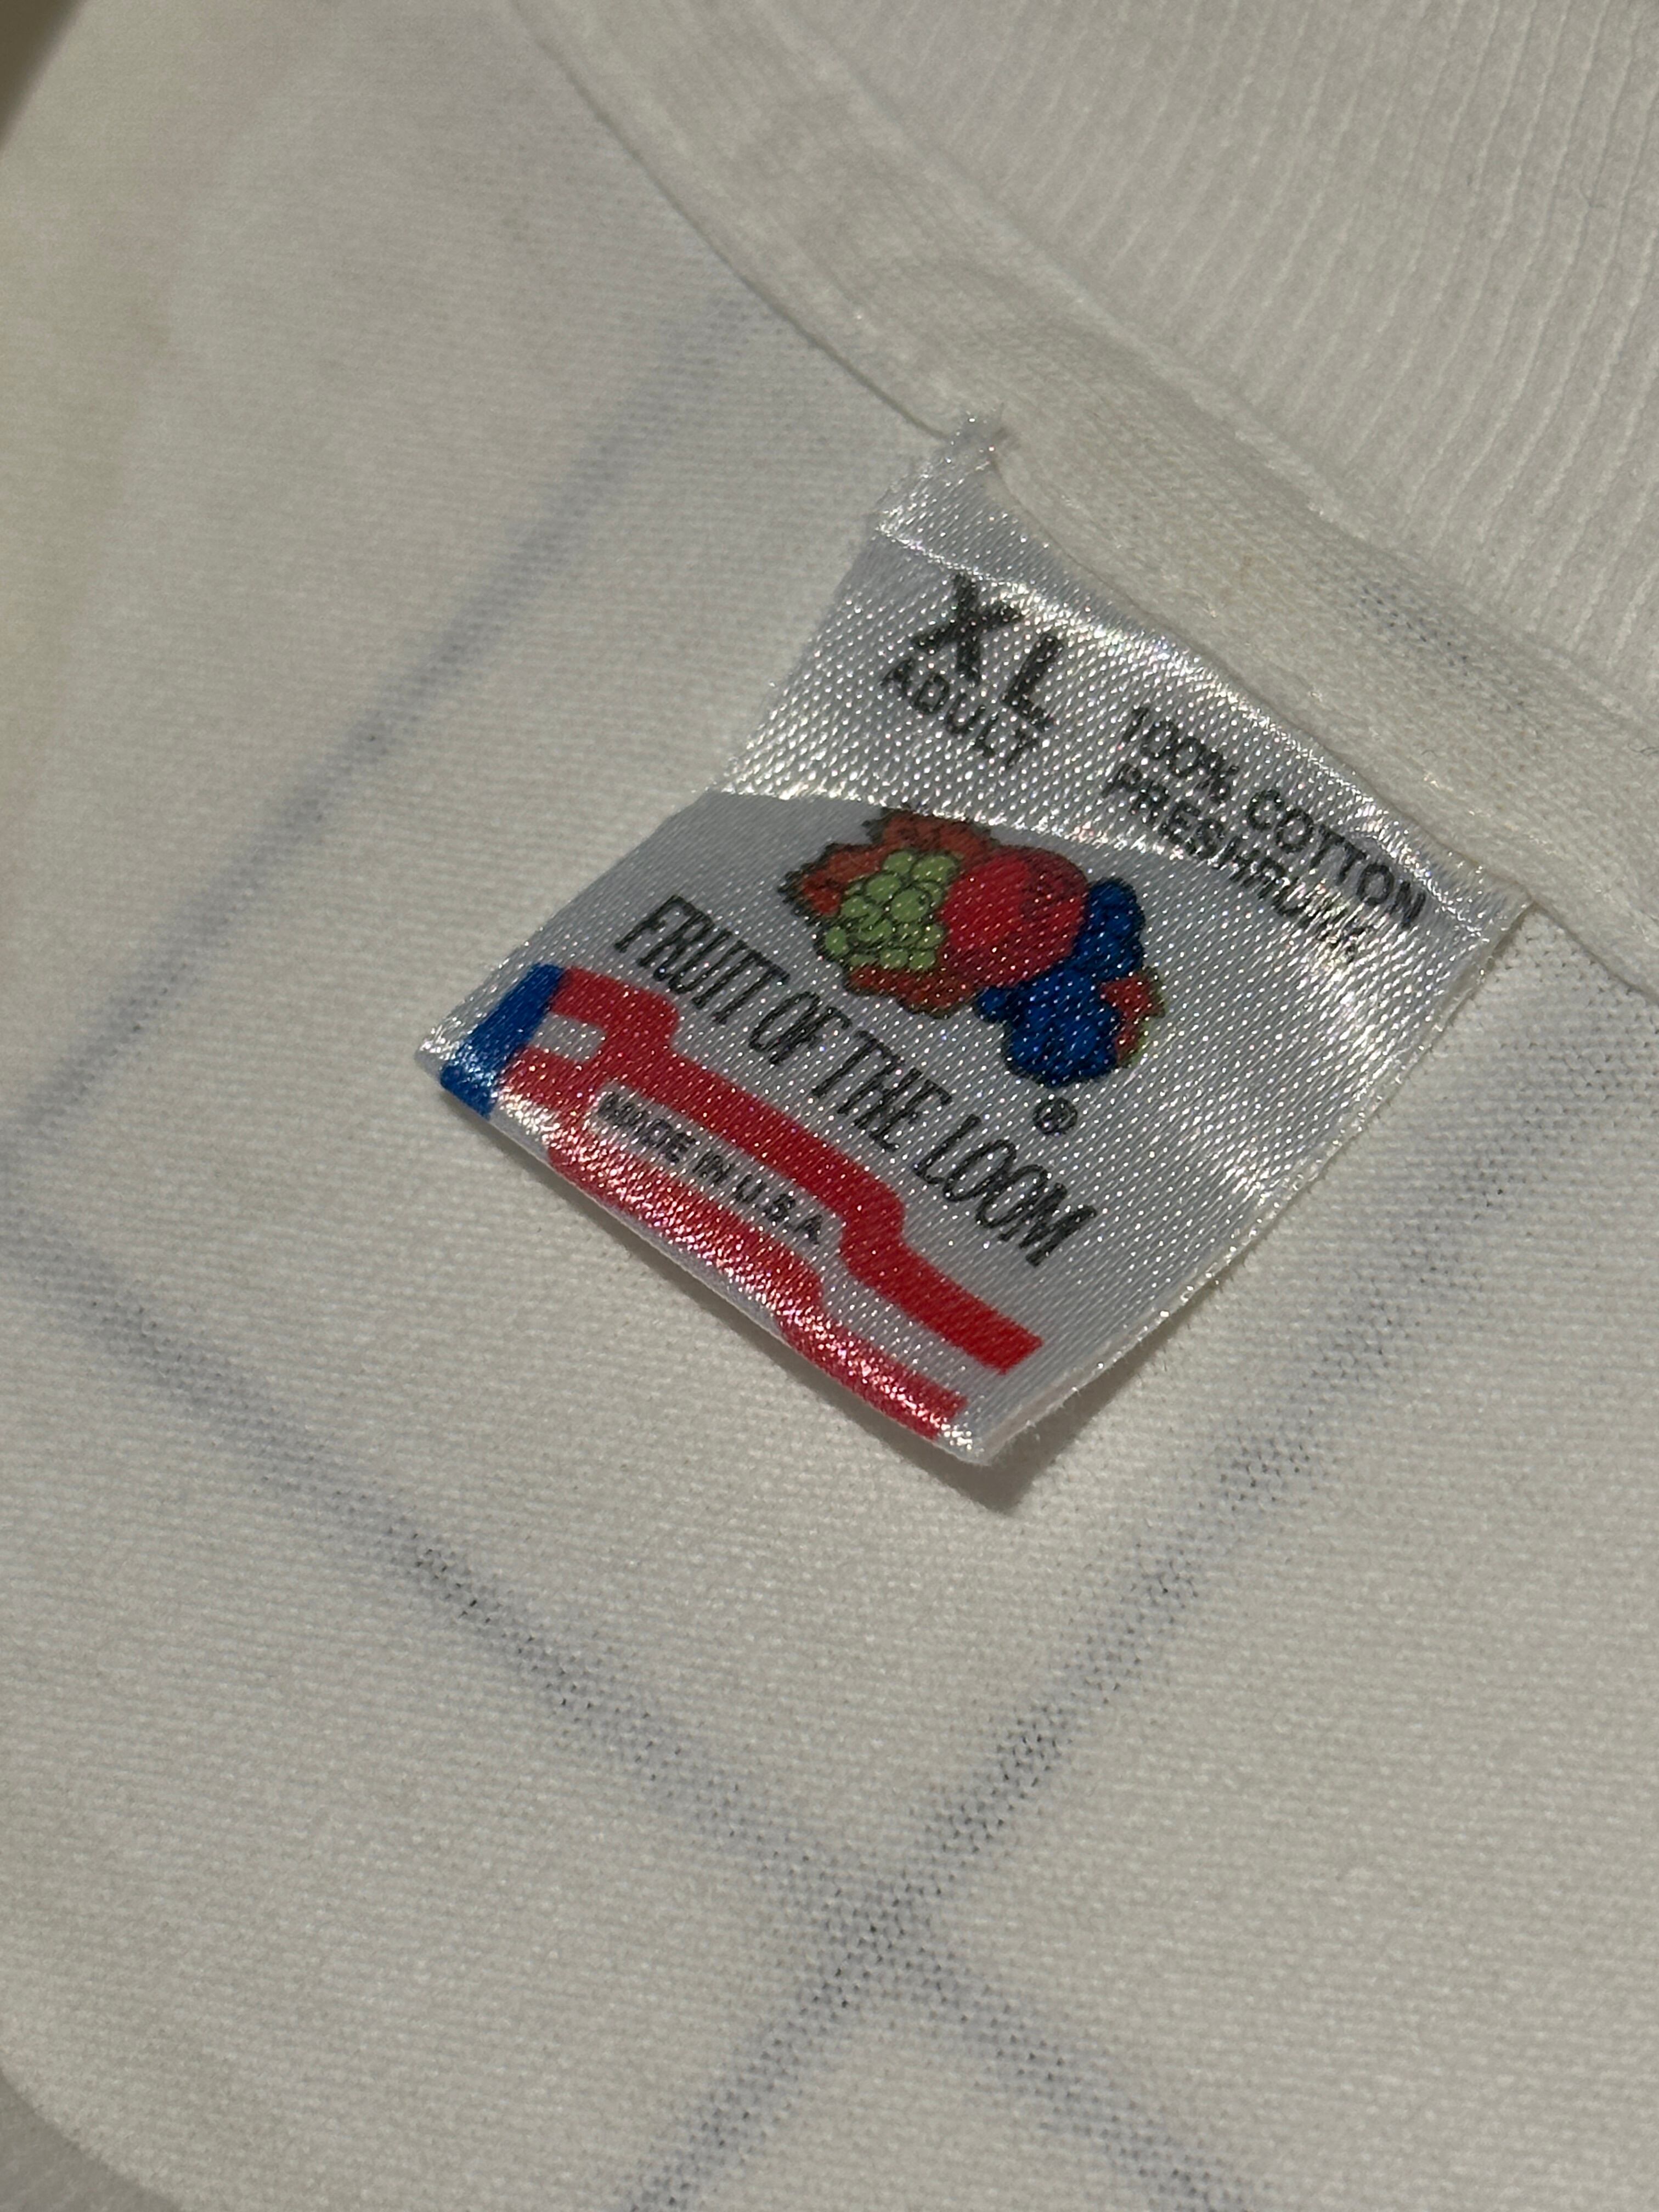 XL
ADULT
100% COTTON
PRESHRUNK
FRUIT OF THE LOOM
®
MADE IN U.S.A.